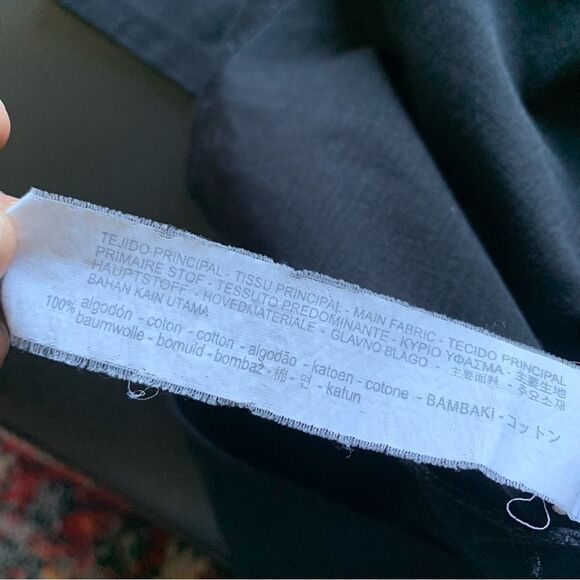 TEJIDO-PRINCIPAL - TISSU PRINCIPAL - MAIN FABRIC - TECIDO PRINCIPAL
PRIMAIRE STOF - TESSUTO PREDOMINANTE - ΚΥΡΙΟ ΥΦΑΣΜΑ - 主要生地
HAUPTSTOFF - HOVEDMATERIALE - GLAVNO BLAGO - 主要面料 - 주요소재
BAHAN KAIN UTAMA
100% algodón - coton - cotton - algodão - katoen - cotone - BAMBAKI - コットン
baumwolle - bomuld - bombaž - 棉 - 면 - katun